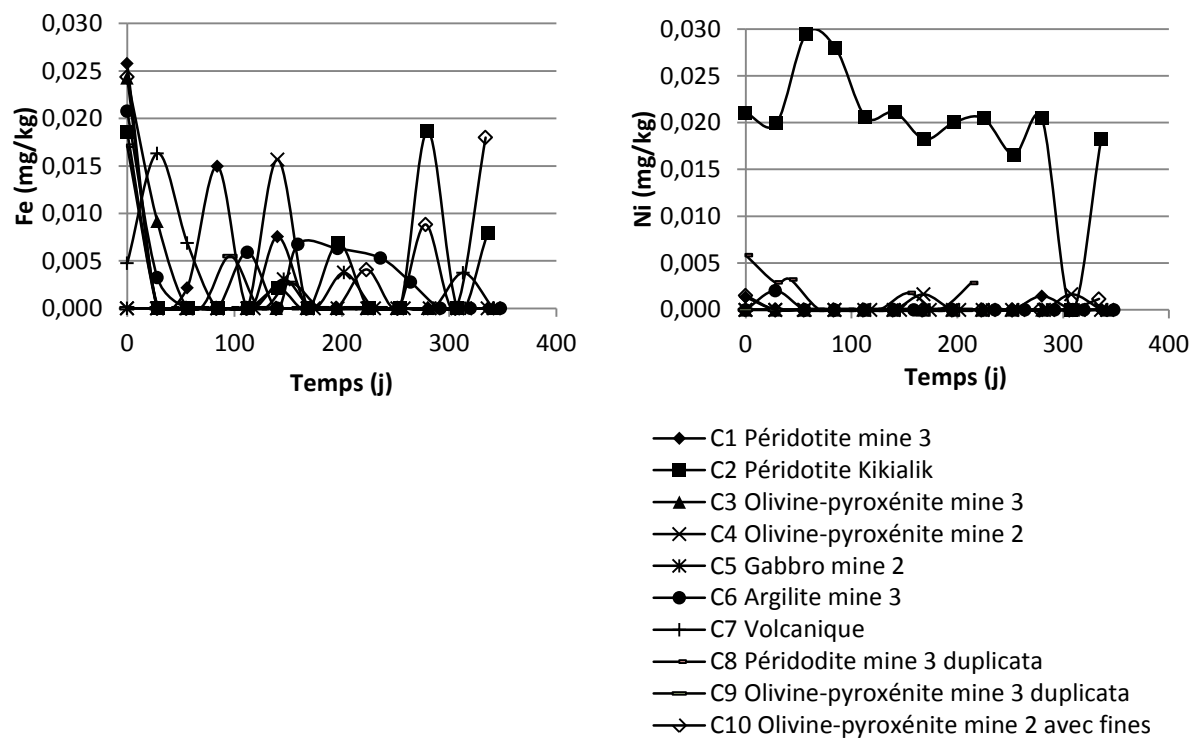 0,030
0,025
0,020
0,015
0,010
0,005
0,000
Fe (mg/kg)
0 100 200 300 400
Temps (j)
0,030
0,025
0,020
0,015
0,010
0,005
0,000
Ni (mg/kg)
0 100 200 300 400
Temps (j)
C1 Péridotite mine 3
C2 Péridotite Kikialik
C3 Olivine-pyroxénite mine 3
C4 Olivine-pyroxénite mine 2
C5 Gabbro mine 2
C6 Argilite mine 3
C7 Volcanique
C8 Péridodite mine 3 duplicata
C9 Olivine-pyroxénite mine 3 duplicata
C10 Olivine-pyroxénite mine 2 avec fines